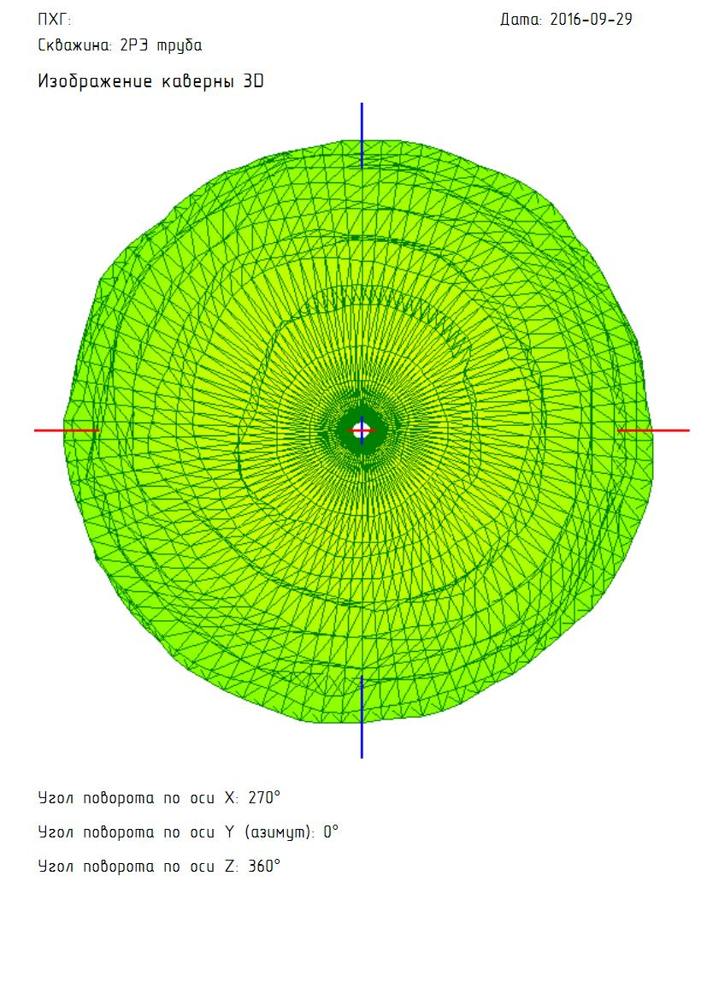 ПХГ:
Дата: 2016-09-29
Скважина: 2РЭ труба
Изображение каверны 3D
Угол поворота по оси X: 270°
Угол поворота по оси Y (азимут): 0°
Угол поворота по оси Z: 360°